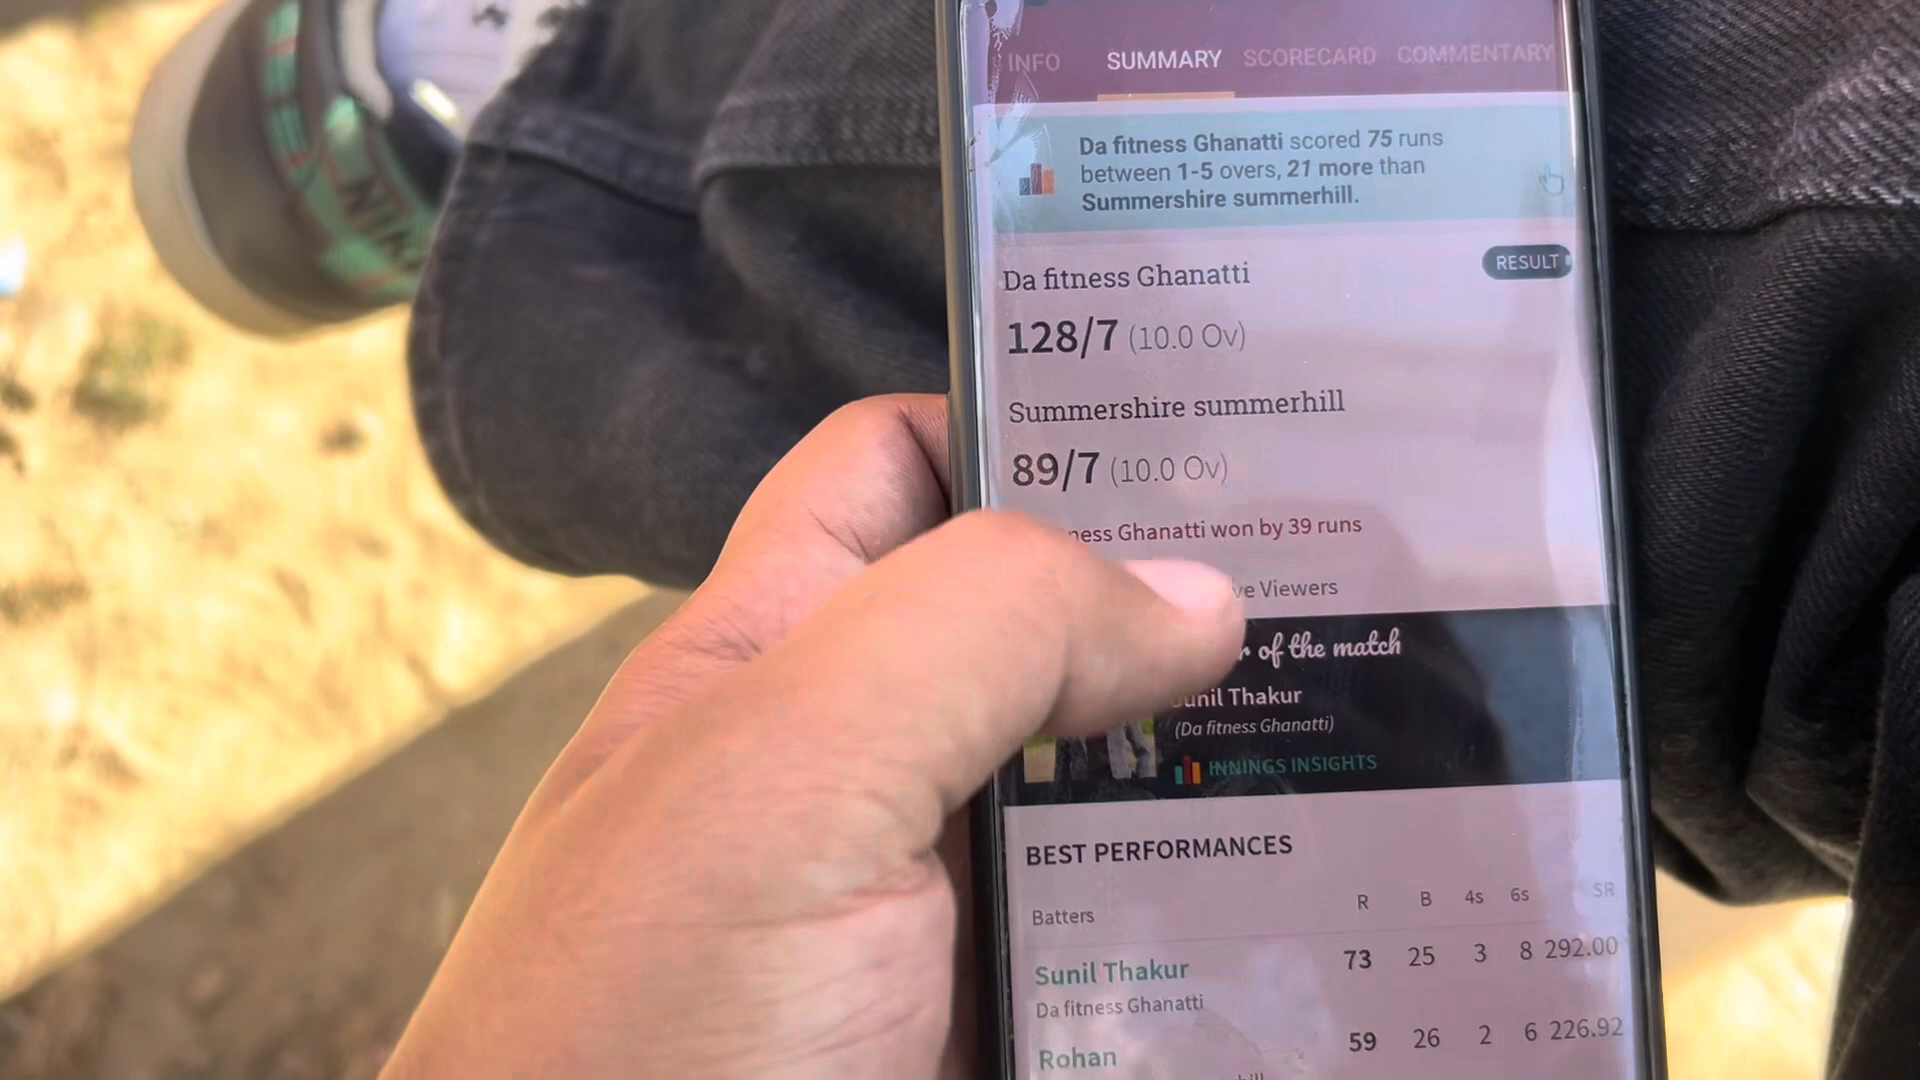 INFO SUMMARY SCORECARD COMMENTARY
Da fitness Ghanatti scored 75 runs
between 1-5 overs, 21 more than
Summershire summerhill.
RESULT
Da fitness Ghanatti
128/7 (10.0 Ov)
Summershire summerhill
89/7 (10.0 Ov)
Ghanatti won by 39 runs
Viewers
of the match
Sunil Thakur
(Da fitness Ghanatti)
INNINGS INSIGHTS
BEST PERFORMANCES
Batters R B 4s 6s SR
Sunil Thakur 73 25 3 8 292.00
Da fitness Ghanatti
Rohan 59 26 2 6 226.92